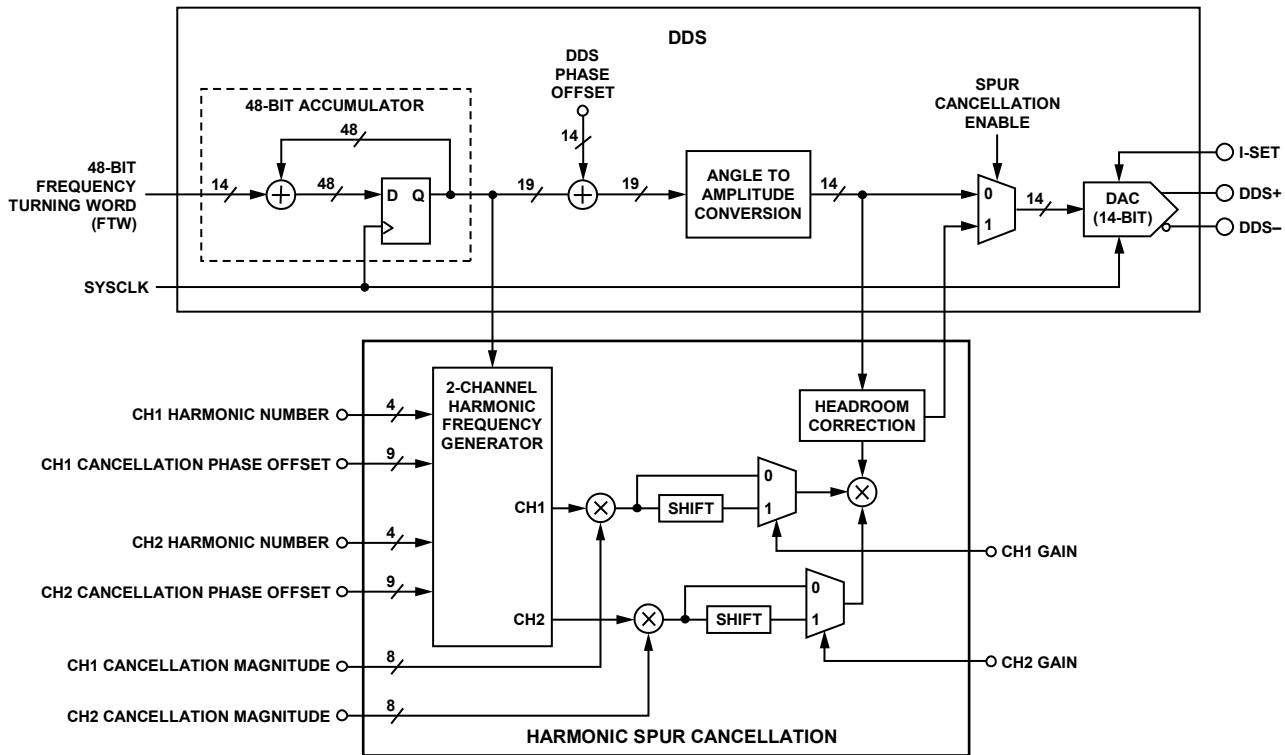 DDS
DDS
PHASE
OFFSET
SPUR
CANCELLATION
ENABLE
48-BIT ACCUMULATOR
48
14
48-BIT
FREQUENCY
TURNING WORD
(FTW)
14
48
D Q
19
19
ANGLE TO
AMPLITUDE
CONVERSION
14
0
1
14
DAC
(14-BIT)
I-SET
DDS+
DDS–
SYSCLK
2-CHANNEL
HARMONIC
FREQUENCY
GENERATOR
HEADROOM
CORRECTION
CH1 HARMONIC NUMBER
4
CH1 CANCELLATION PHASE OFFSET
9
CH1
0
SHIFT
1
CH2 HARMONIC NUMBER
4
CH1 GAIN
CH2 CANCELLATION PHASE OFFSET
9
CH2
0
SHIFT
1
CH1 CANCELLATION MAGNITUDE
8
CH2 GAIN
CH2 CANCELLATION MAGNITUDE
8
HARMONIC SPUR CANCELLATION